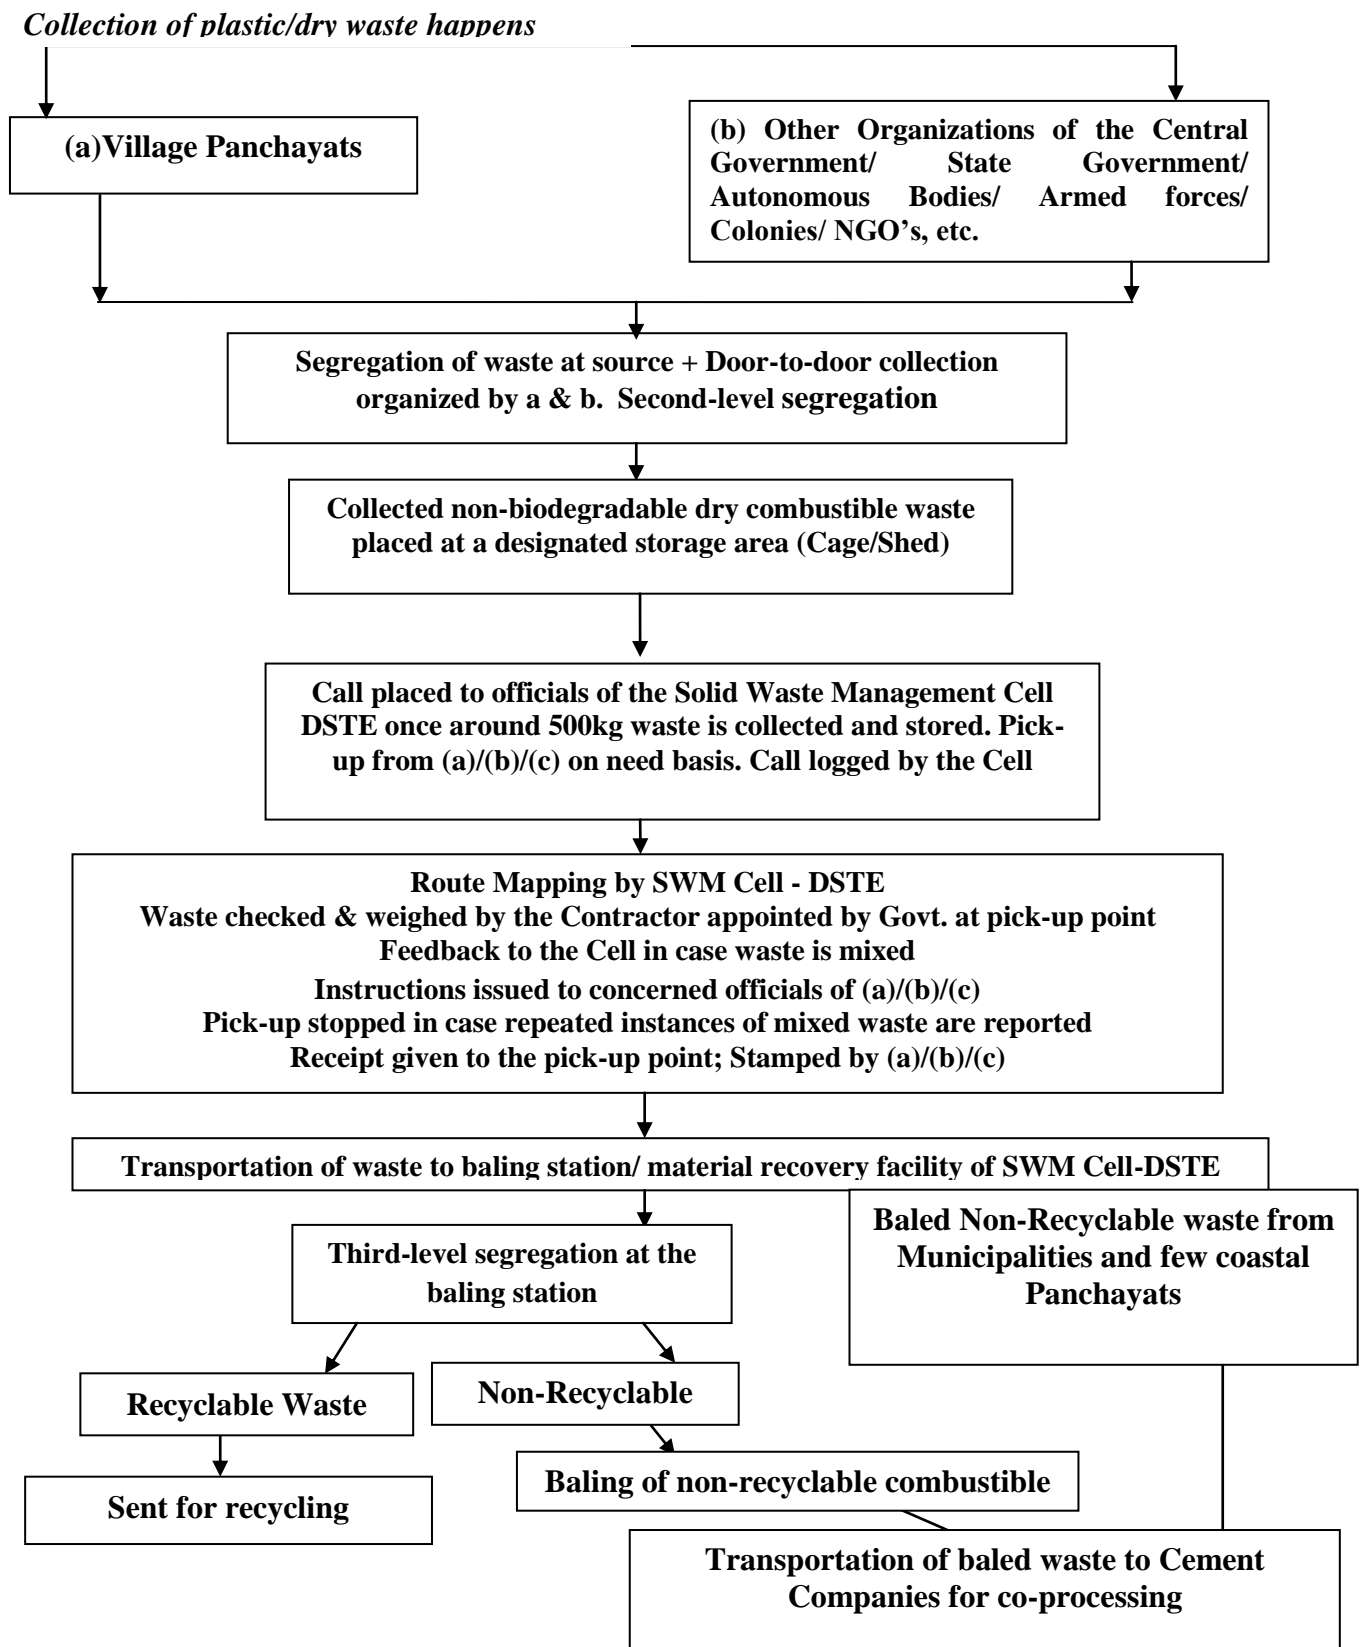 Collection of plastic/dry waste happens
(a)Village Panchayats
(b) Other Organizations of the Central
Government/ State Government/
Autonomous Bodies/ Armed forces/
Colonies/ NGO’s, etc.
Segregation of waste at source + Door-to-door collection
organized by a & b. Second-level segregation
Collected non-biodegradable dry combustible waste
placed at a designated storage area (Cage/Shed)
Call placed to officials of the Solid Waste Management Cell
DSTE once around 500kg waste is collected and stored. Pick-
up from (a)/(b)/(c) on need basis. Call logged by the Cell
Route Mapping by SWM Cell - DSTE
Waste checked & weighed by the Contractor appointed by Govt. at pick-up point
Feedback to the Cell in case waste is mixed
Instructions issued to concerned officials of (a)/(b)/(c)
Pick-up stopped in case repeated instances of mixed waste are reported
Receipt given to the pick-up point; Stamped by (a)/(b)/(c)
Transportation of waste to baling station/ material recovery facility of SWM Cell-DSTE
Baled Non-Recyclable waste from
Municipalities and few coastal
Panchayats
Third-level segregation at the
baling station
Recyclable Waste
Non-Recyclable
Sent for recycling
Baling of non-recyclable combustible
Transportation of baled waste to Cement
Companies for co-processing